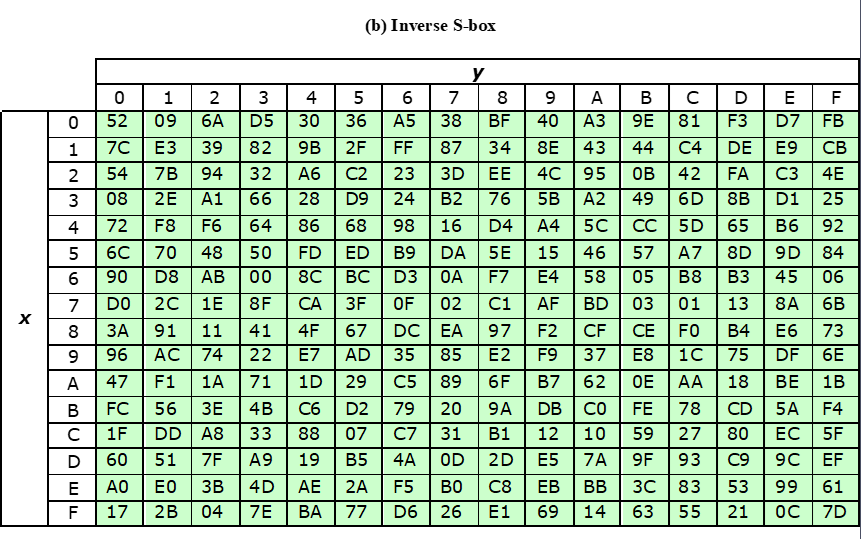 (b) Inverse S-box
y
0 1 2 3 4 5 6 7 8 9 A B C D E F
0 52 09 6A D5 30 36 A5 38 BF 40 A3 9E 81 F3 D7 FB
1 7C E3 39 82 9B 2F FF 87 34 8E 43 44 C4 DE E9 CB
2 54 7B 94 32 A6 C2 23 3D EE 4C 95 0B 42 FA C3 4E
3 08 2E A1 66 28 D9 24 B2 76 5B A2 49 6D 8B D1 25
4 72 F8 F6 64 86 68 98 16 D4 A4 5C CC 5D 65 B6 92
5 6C 70 48 50 FD ED B9 DA 5E 15 46 57 A7 8D 9D 84
6 90 D8 AB 00 8C BC D3 0A F7 E4 58 05 B8 B3 45 06
x 7 D0 2C 1E 8F CA 3F 0F 02 C1 AF BD 03 01 13 8A 6B
8 3A 91 11 41 4F 67 DC EA 97 F2 CF CE F0 B4 E6 73
9 96 AC 74 22 E7 AD 35 85 E2 F9 37 E8 1C 75 DF 6E
A 47 F1 1A 71 1D 29 C5 89 6F B7 62 0E AA 18 BE 1B
B FC 56 3E 4B C6 D2 79 20 9A DB C0 FE 78 CD 5A F4
C 1F DD A8 33 88 07 C7 31 B1 12 10 59 27 80 EC 5F
D 60 51 7F A9 19 B5 4A 0D 2D E5 7A 9F 93 C9 9C EF
E A0 E0 3B 4D AE 2A F5 B0 C8 EB BB 3C 83 53 99 61
F 17 2B 04 7E BA 77 D6 26 E1 69 14 63 55 21 0C 7D